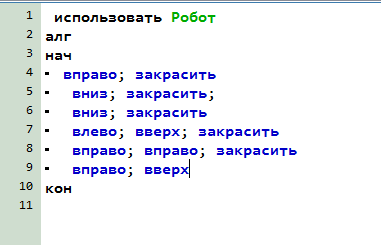 1 использовать Робот
2 алг
3 нач
4 ▪ вправо; закрасить
5 ▪ вниз; закрасить;
6 ▪ вниз; закрасить
7 ▪ влево; вверх; закрасить
8 ▪ вправо; вправо; закрасить
9 ▪ вправо; вверх
10 кон
11